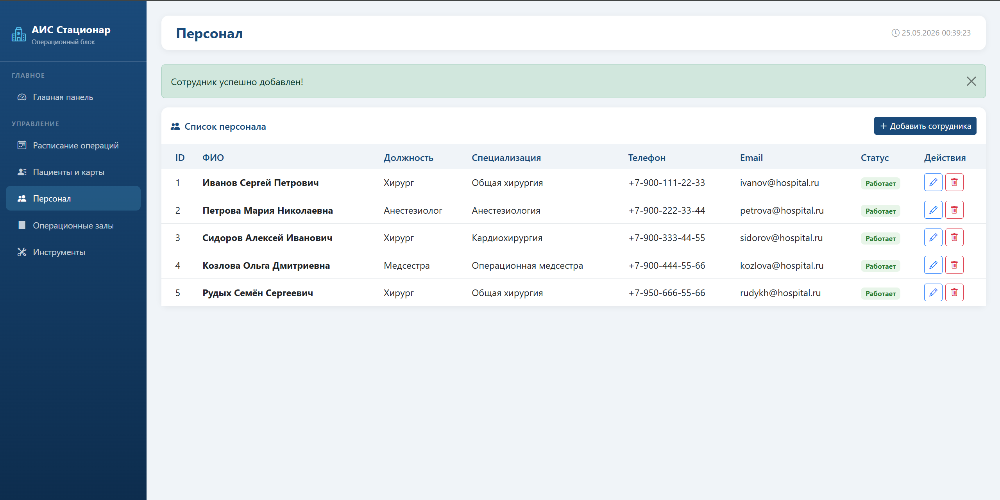 АИС Стационар
Операционный блок
ГЛАВНОЕ
Главная панель
УПРАВЛЕНИЕ
Расписание операций
Пациенты и карты
Персонал
Операционные залы
Инструменты
Персонал
25.05.2026 00:39:23
Сотрудник успешно добавлен!
Список персонала
+ Добавить сотрудника
ID ФИО Должность Специализация Телефон Email Статус Действия
1 Иванов Сергей Петрович Хирург Общая хирургия +7-900-111-22-33 ivanov@hospital.ru Работает
2 Петрова Мария Николаевна Анестезиолог Анестезиология +7-900-222-33-44 petrova@hospital.ru Работает
3 Сидоров Алексей Иванович Хирург Кардиохирургия +7-900-333-44-55 sidorov@hospital.ru Работает
4 Козлова Ольга Дмитриевна Медсестра Операционная медсестра +7-900-444-55-66 kozlova@hospital.ru Работает
5 Рудых Семён Сергеевич Хирург Общая хирургия +7-950-666-55-66 rudykh@hospital.ru Работает